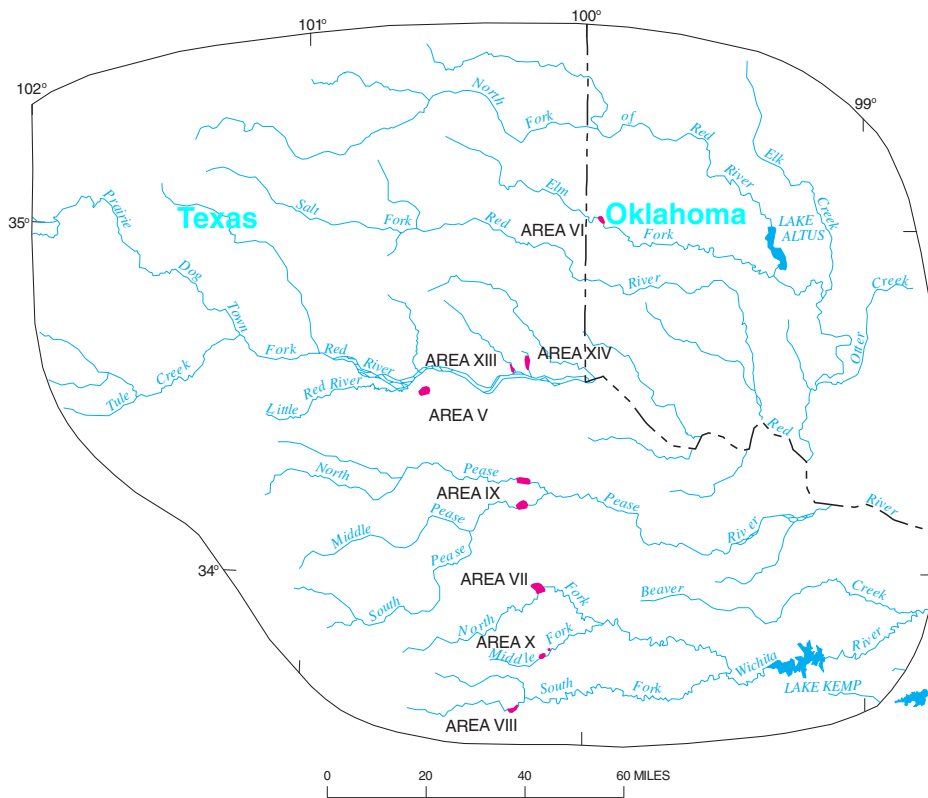 100°
101°
102°
99°
North Fork of Red River
Elk Creek
Prairie Dog Town Fork Red River
Elm Fork
Texas
Oklahoma
Salt Fork Red River
35°
AREA VI
LAKE
ALTUS
Otter Creek
AREA XIII
AREA XIV
Tule Creek
Little Red River
AREA V
Red River
North Pease
AREA IX
Pease River
Middle Pease
South Pease
34°
AREA VII
Beaver Creek
North Fork
AREA X
Middle Fork
Wichita River
South Fork
LAKE KEMP
AREA VIII
0 20 40 60 MILES